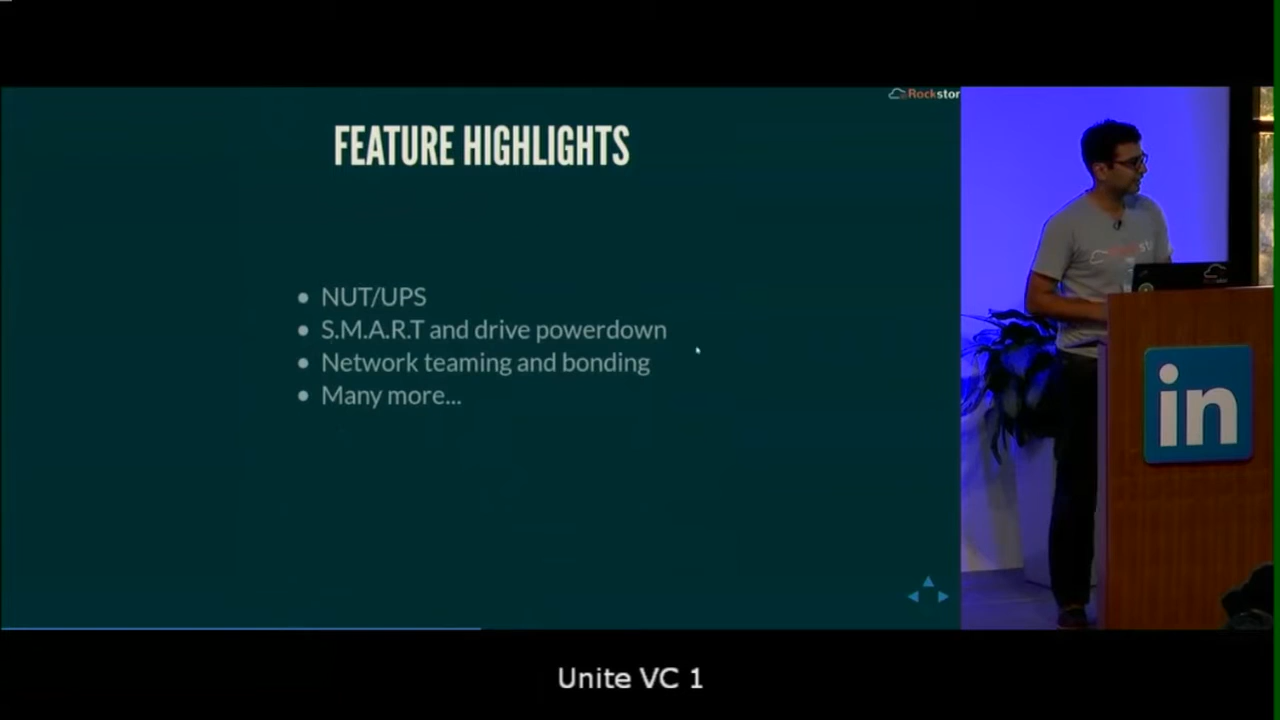 Rockstor
FEATURE HIGHLIGHTS
NUT/UPS
S.M.A.R.T and drive powerdown
Network teaming and bonding
Many more...
in
Unite VC 1